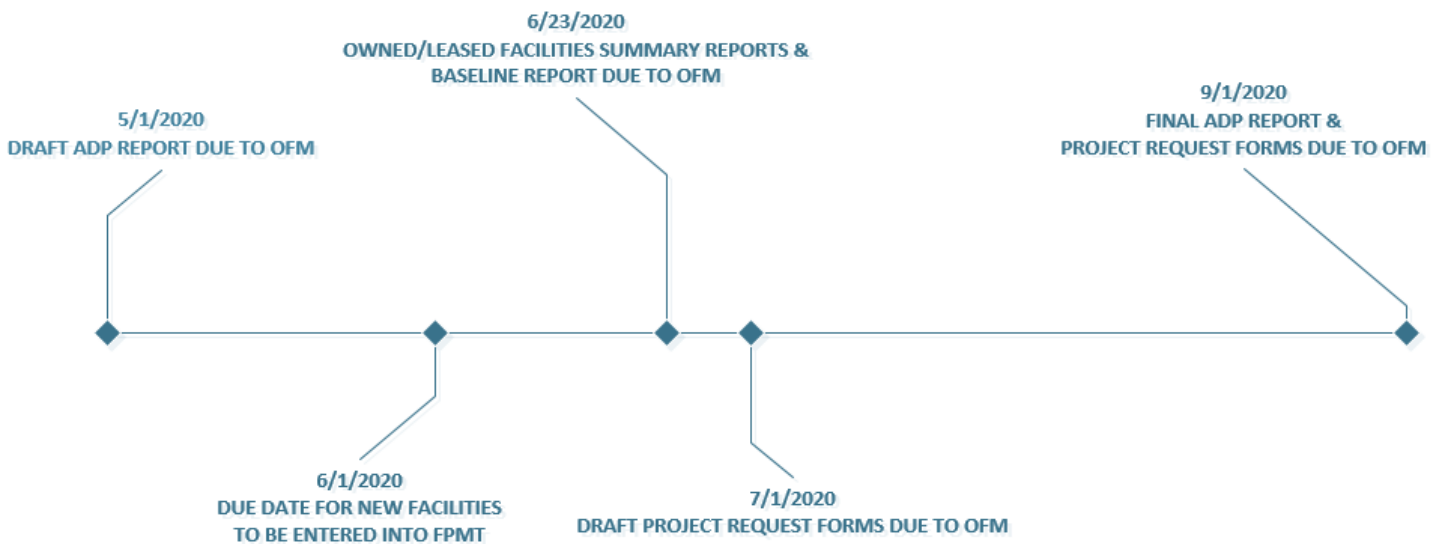 6/23/2020
OWNED/LEASED FACILITIES SUMMARY REPORTS &
BASELINE REPORT DUE TO OFM
9/1/2020
FINAL ADP REPORT &
PROJECT REQUEST FORMS DUE TO OFM
5/1/2020
DRAFT ADP REPORT DUE TO OFM
6/1/2020
DUE DATE FOR NEW FACILITIES
TO BE ENTERED INTO FPMT
7/1/2020
DRAFT PROJECT REQUEST FORMS DUE TO OFM